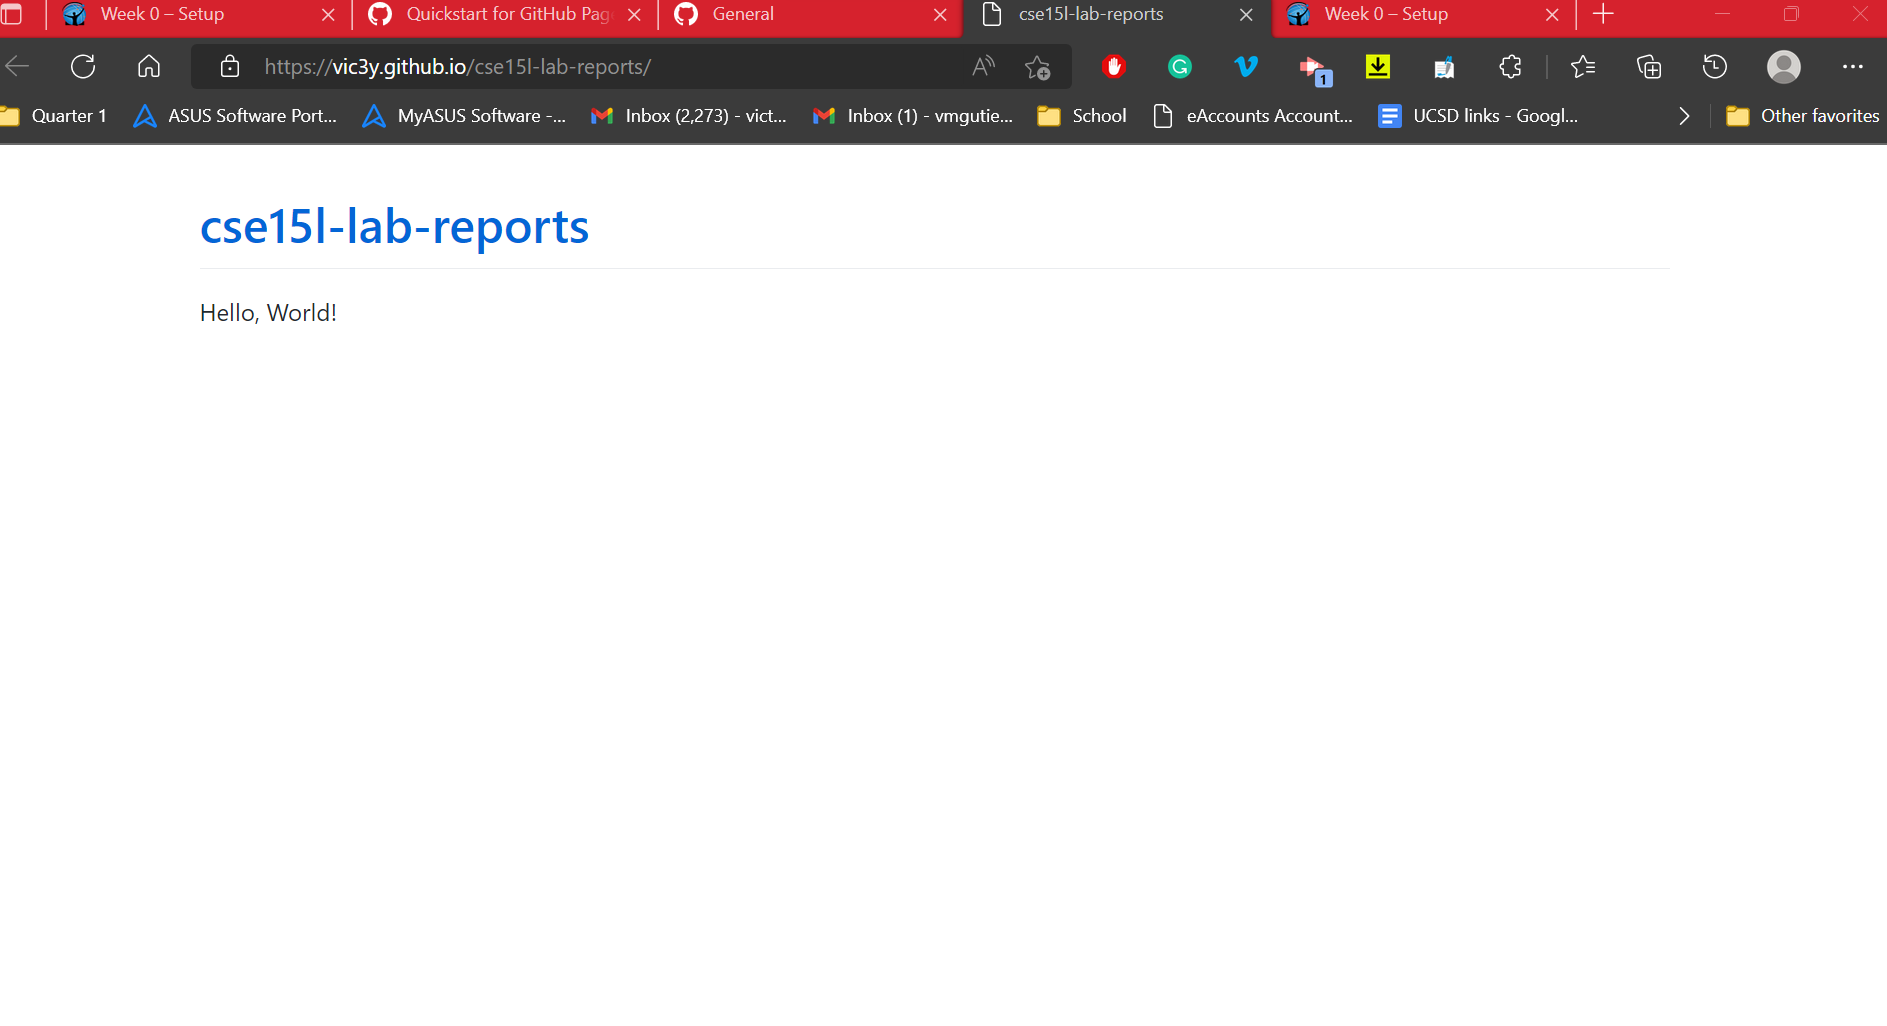 Week 0 – Setup
Quickstart for GitHub Pag
General
cse15l-lab-reports
Week 0 – Setup
https://vic3y.github.io/cse15l-lab-reports/
1
Quarter 1
ASUS Software Port...
MyASUS Software -...
Inbox (2,273) - vict...
Inbox (1) - vmgutie...
School
eAccounts Account...
UCSD links - Googl...
Other favorites
cse15l-lab-reports
Hello, World!